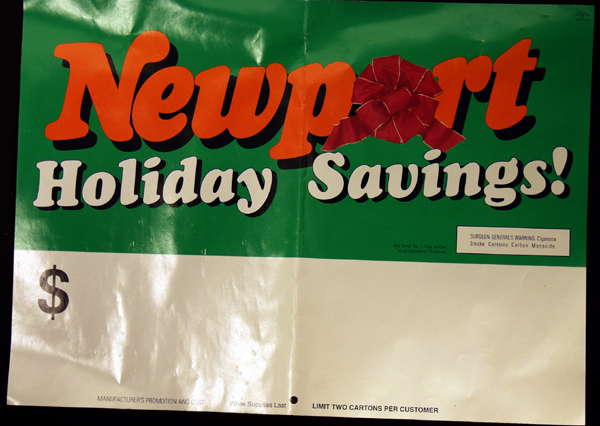 Newport
Holiday Savings!
SURGEON GENERAL'S WARNING: Cigarette
Smoke Contains Carbon Monoxide.
$
MANUFACTURER'S PROMOTION AND COST
While Supplies Last
LIMIT TWO CARTONS PER CUSTOMER